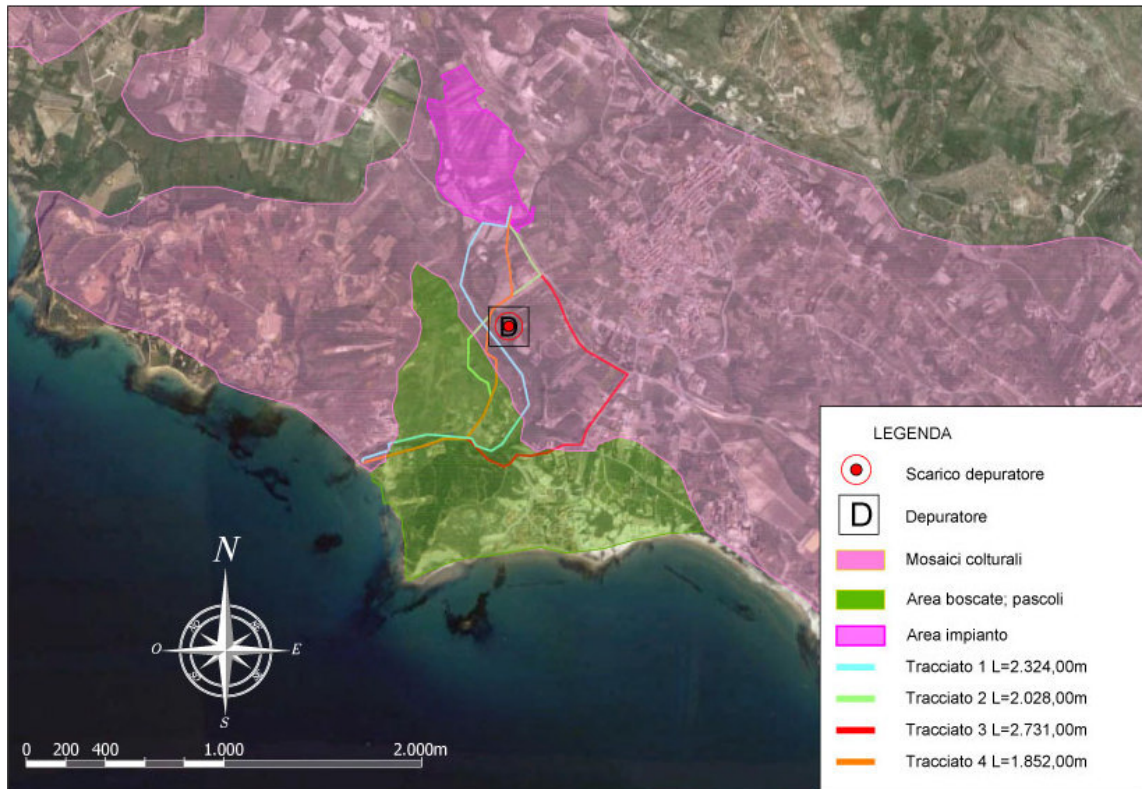 D
LEGENDA
Scarico depuratore
D
Depuratore
Mosaici colturali
Area boscate; pascoli
Area impianto
Tracciato 1 L=2.324,00m
Tracciato 2 L=2.028,00m
Tracciato 3 L=2.731,00m
Tracciato 4 L=1.852,00m
N
O
E
S
0 200 400 1.000 2.000m